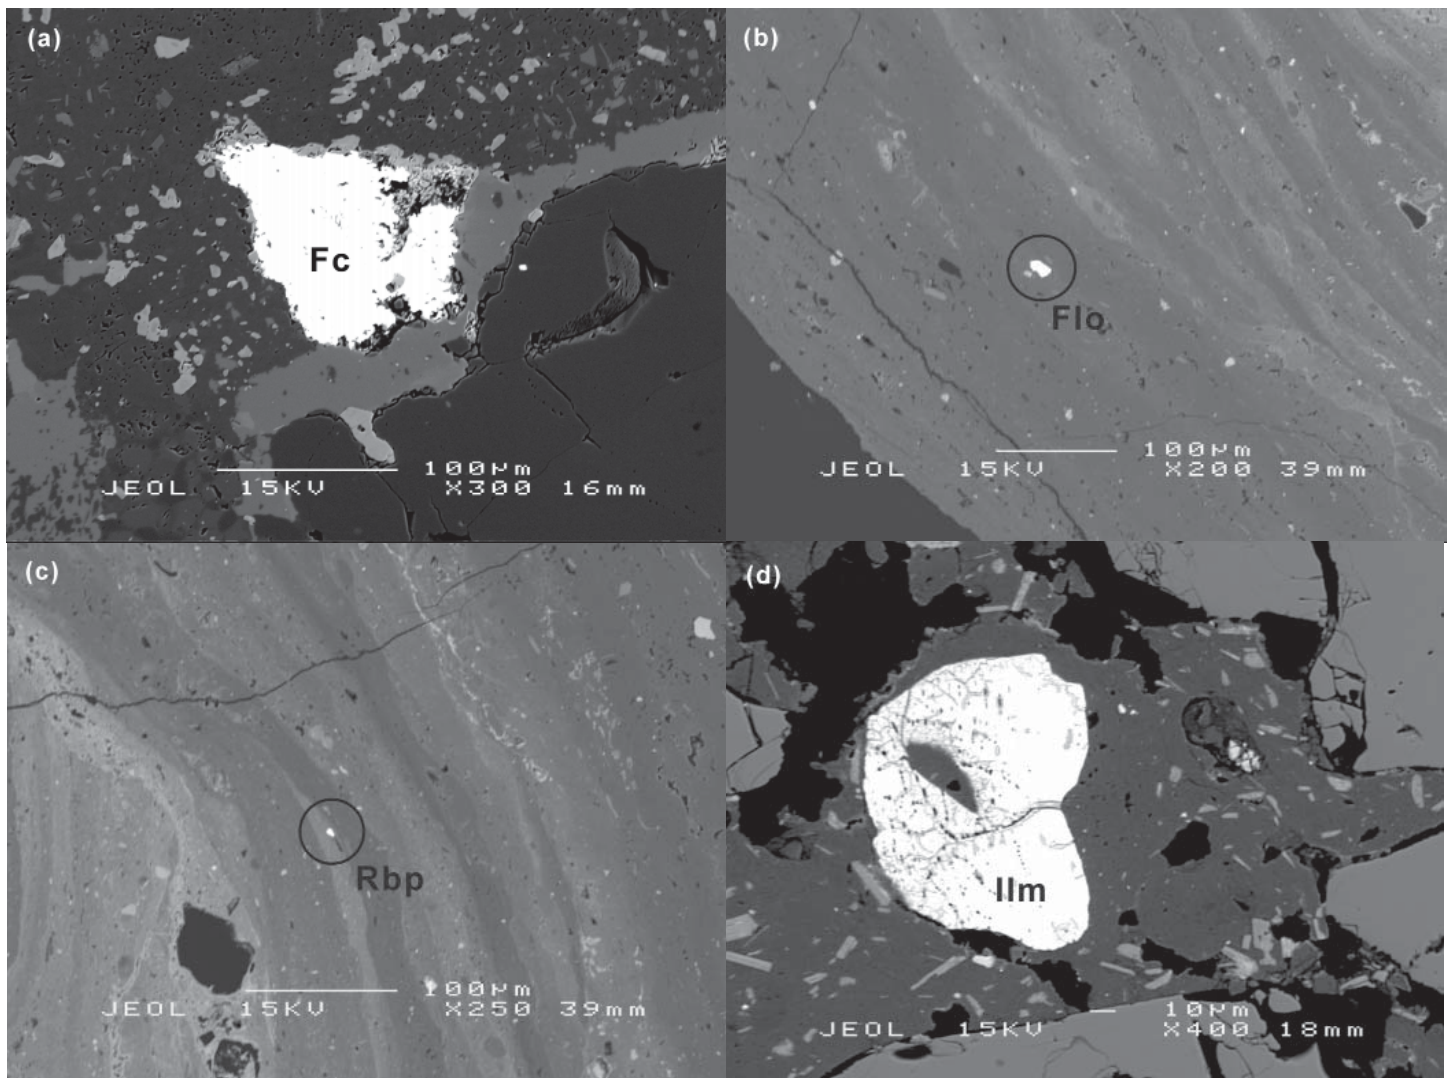 (a)
Fc
100µm
JEOL 15KV X300 16mm
(b)
Flo
100µm
JEOL 15KV X200 39mm
(c)
Rbp
100µm
JEOL 15KV X250 39mm
(d)
Ilm
10µm
JEOL 15KV X400 18mm